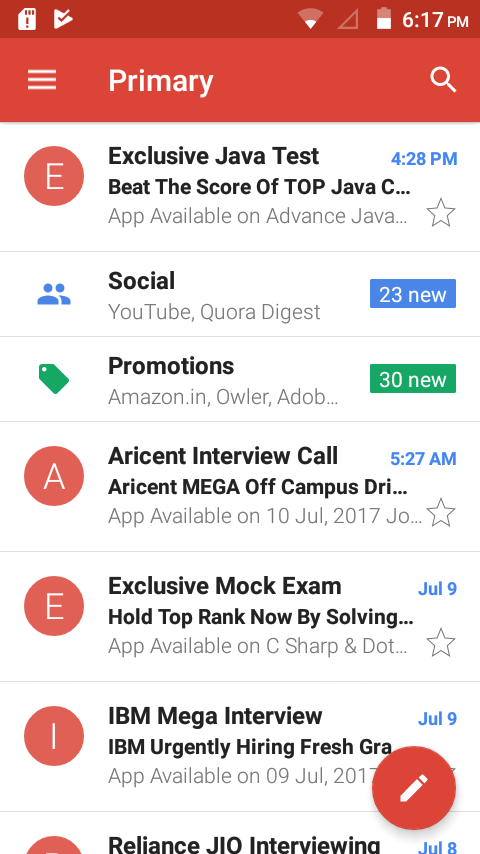 6:17 PM
Primary
E
Exclusive Java Test
4:28 PM
Beat The Score Of TOP Java C...
App Available on Advance Java...
Social
YouTube, Quora Digest
23 new
Promotions
Amazon.in, Owler, Adob...
30 new
A
Aricent Interview Call
5:27 AM
Aricent MEGA Off Campus Dri...
App Available on 10 Jul, 2017 Jo...
E
Exclusive Mock Exam
Jul 9
Hold Top Rank Now By Solving...
App Available on C Sharp & Dot...
I
IBM Mega Interview
Jul 9
IBM Urgently Hiring Fresh Gra
App Available on 09 Jul, 2017
Reliance JIO Interviewing
Jul 8